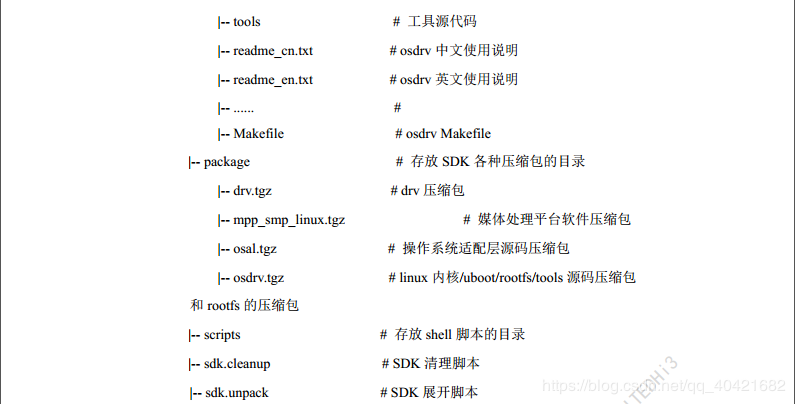 |-- tools # 工具源代码
|-- readme_cn.txt # osdrv 中文使用说明
|-- readme_en.txt # osdrv 英文使用说明
|-- ...... #
|-- Makefile # osdrv Makefile
|-- package # 存放 SDK 各种压缩包的目录
|-- drv.tgz # drv 压缩包
|-- mpp_smp_linux.tgz # 媒体处理平台软件压缩包
|-- osal.tgz # 操作系统适配层源码压缩包
|-- osdrv.tgz # linux 内核/uboot/rootfs/tools 源码压缩包
和 rootfs 的压缩包
|-- scripts # 存放 shell 脚本的目录
|-- sdk.cleanup # SDK 清理脚本
|-- sdk.unpack # SDK 展开脚本
https://blog.csdn.net/qq_40421682